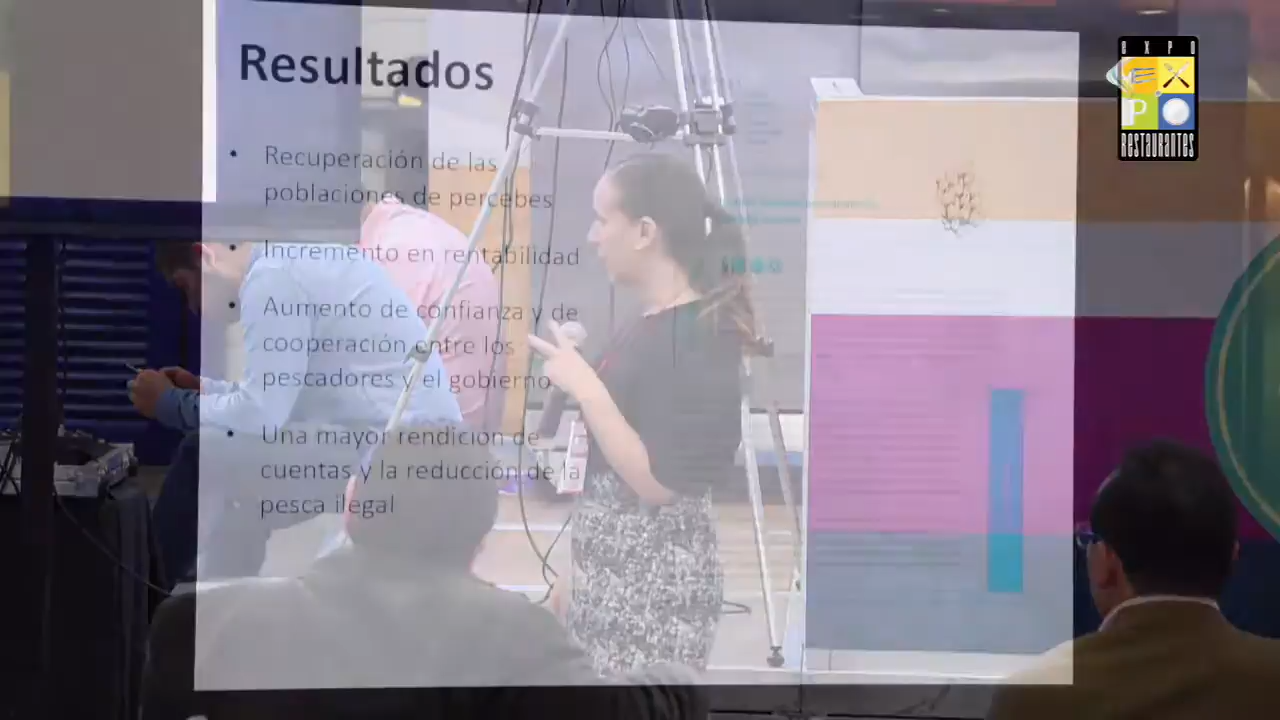 Resultados
• Recuperación de las
poblaciones de percebes
• Incremento en rentabilidad
• Aumento de confianza y de
cooperación entre los
pescadores y el gobierno
• Una mayor rendición de
cuentas y la reducción de la
pesca ilegal
EXPO
RESTAURANTES